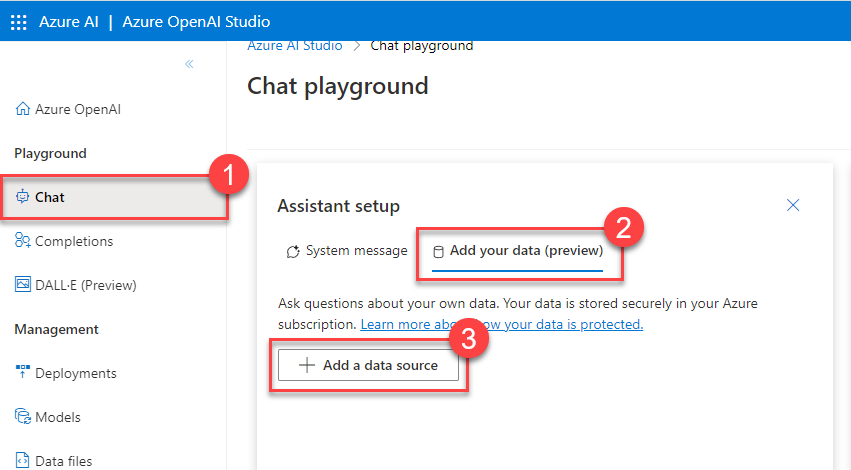 Azure AI | Azure OpenAI Studio
Azure AI Studio > Chat playground
Chat playground
Azure OpenAI
Playground
1
Chat
Completions
DALL·E (Preview)
Management
Deployments
Models
Data files
Assistant setup
2
System message
Add your data (preview)
Ask questions about your own data. Your data is stored securely in your Azure
subscription. Learn more about how your data is protected.
3
Add a data source